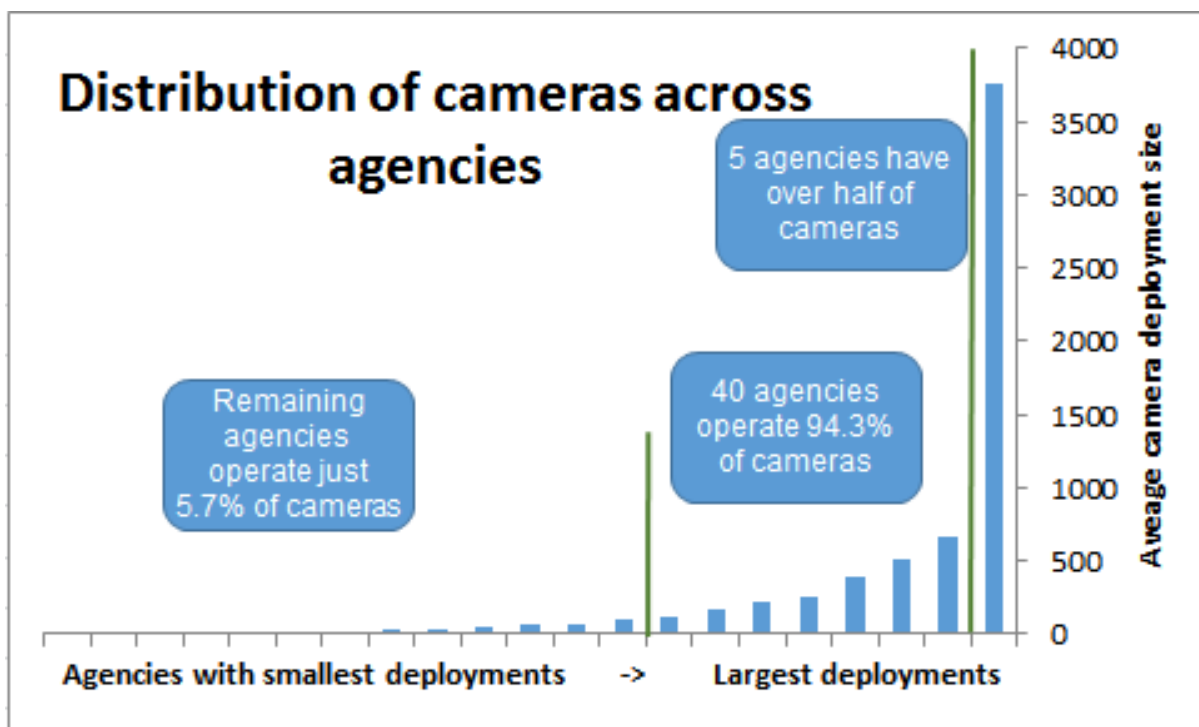 Distribution of cameras across
agencies
5 agencies have
over half of
cameras
40 agencies
operate 94.3%
of cameras
Remaining
agencies
operate just
5.7% of cameras
4000
3500
3000
2500
2000
1500
1000
500
0
Aveage camera deployment size
Agencies with smallest deployments -> Largest deployments